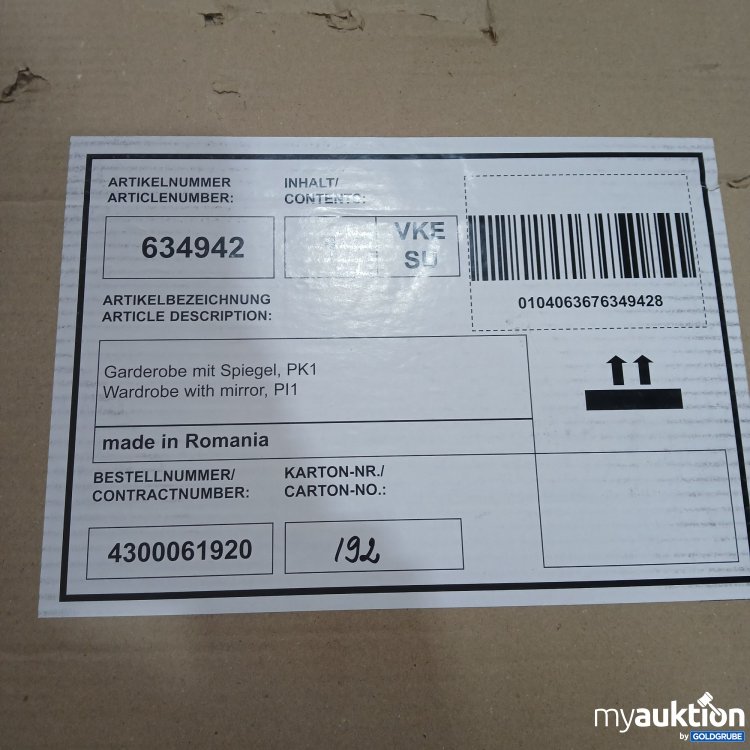 ARTIKELNUMMER
ARTICLENUMBER:
634942
INHALT/
CONTENTS:
VKE
SU
0104063676349428
ARTIKELBEZEICHNUNG
ARTICLE DESCRIPTION:
Garderobe mit Spiegel, PK1
Wardrobe with mirror, PI1
made in Romania
BESTELLNUMMER/
CONTRACTNUMBER:
4300061920
KARTON-NR./
CARTON-NO.:
192
myauktion
by GOLDGRUBE